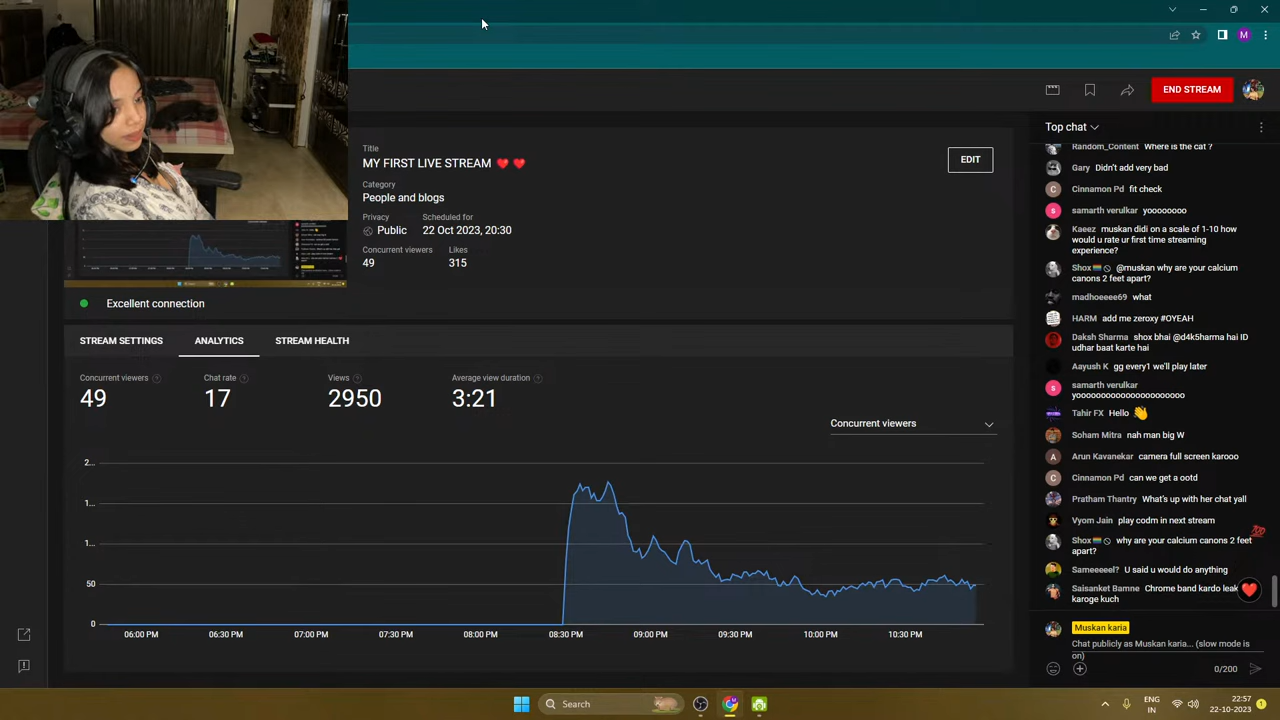 M
END STREAM
Title
MY FIRST LIVE STREAM ❤️ ❤️
EDIT
Category
People and blogs
Privacy
Public
Scheduled for
22 Oct 2023, 20:30
Concurrent viewers
49
Likes
315
Excellent connection
STREAM SETTINGS
ANALYTICS
STREAM HEALTH
Concurrent viewers
49
Chat rate
17
Views
2950
Average view duration
3:21
Concurrent viewers
2...
1...
1...
50
0
06:00 PM
06:30 PM
07:00 PM
07:30 PM
08:00 PM
08:30 PM
09:00 PM
09:30 PM
10:00 PM
10:30 PM
Top chat
Random_Content Where is the cat ?
Gary Didn't add very bad
Cinnamon Pd fit check
samarth verulkar yoooooooo
Kaeez muskan didi on a scale of 1-10 how
would u rate ur first time streaming
experience?
Shox @muskan why are your calcium
canons 2 feet apart?
madhoeeee69 what
HARM add me zeroxy #OYEAH
Daksh Sharma shox bhai @d4k5harma hai ID
udhar baat karte hai
Aayush K gg every1 we'll play later
samarth verulkar
yoooooooooooooooooooooo
Tahir FX Hello 👋
Soham Mitra nah man big W
Arun Kavanekar camera full screen karooo
Cinnamon Pd can we get a ootd
Pratham Thantry What's up with her chat yall
Vyom Jain play codm in next stream
Shox why are your calcium canons 2 feet
apart?
Sameeeeel? U said u would do anything
Saisanket Bamne Chrome band kardo leak
karoge kuch
Muskan karia
Chat publicly as Muskan karia... (slow mode is
on)
0/200
Search
ENG
IN
22:57
22-10-2023